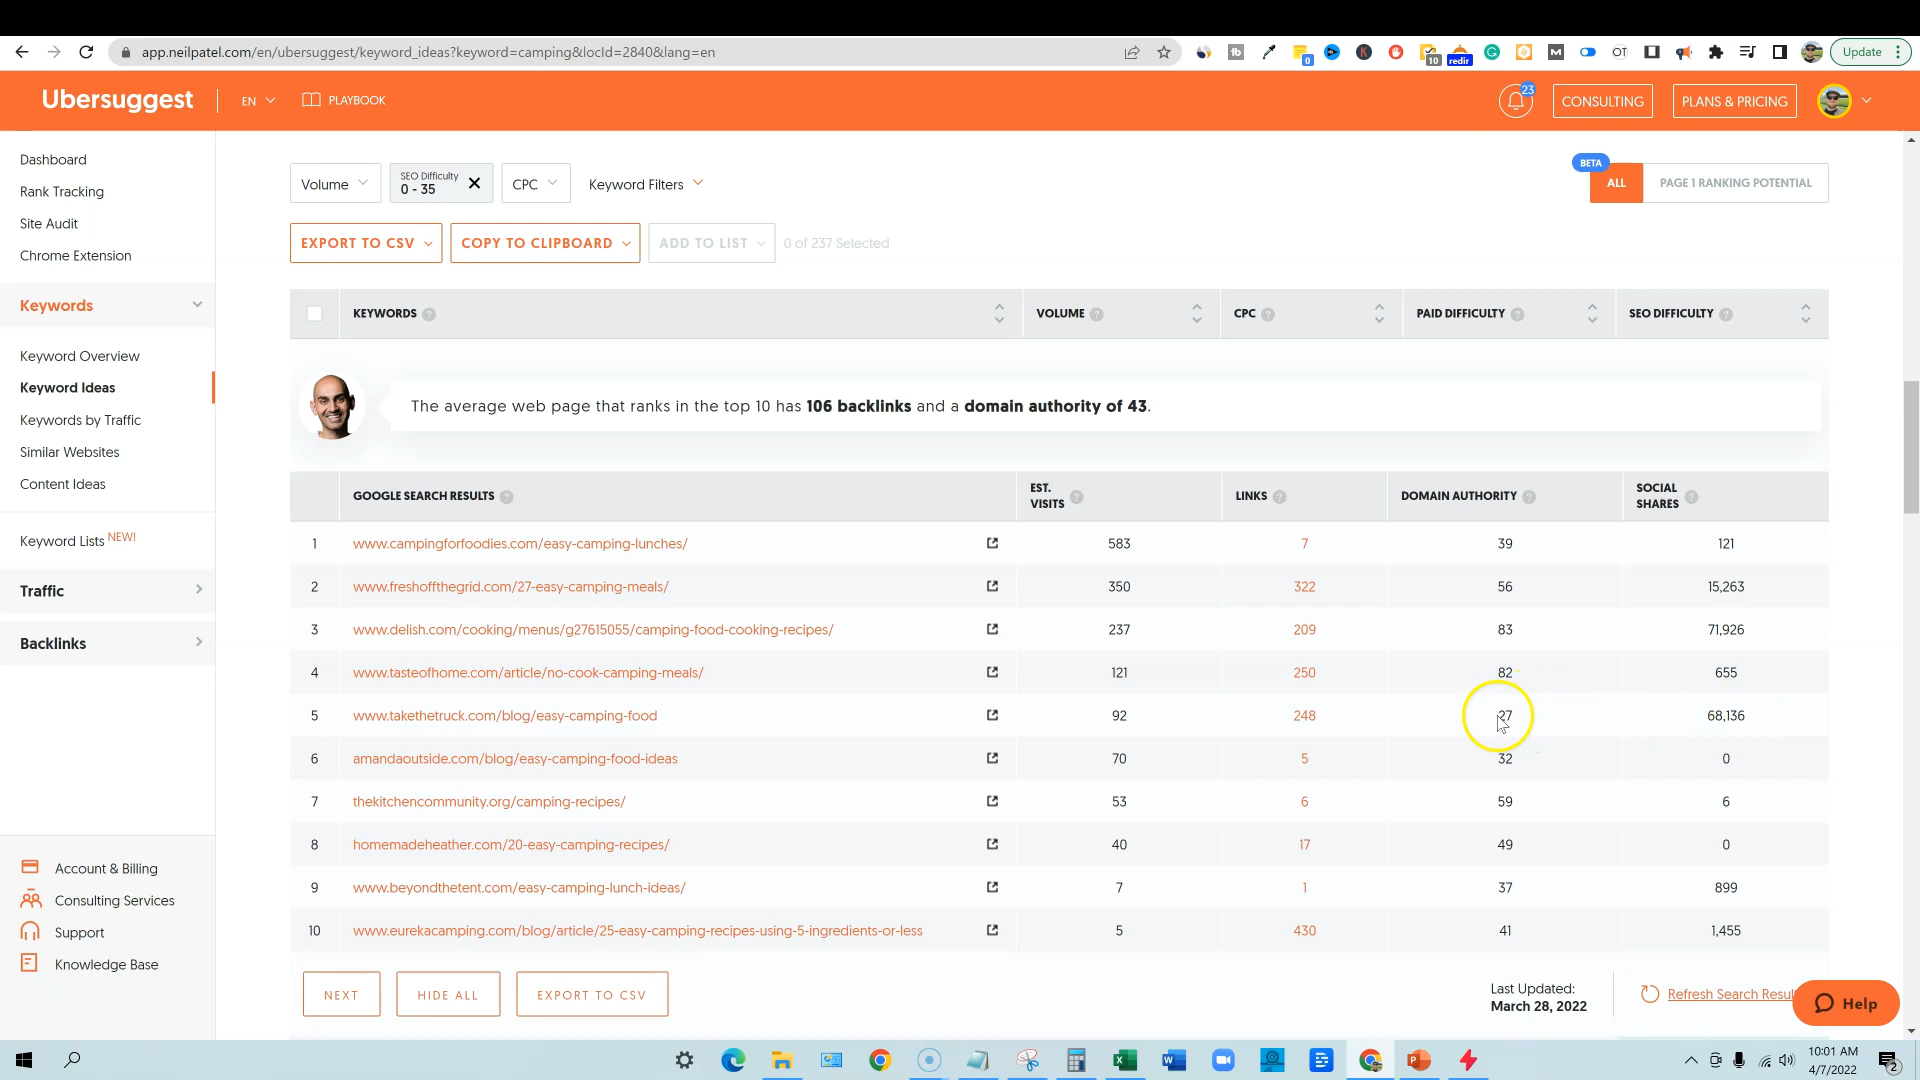 app.neilpatel.com/en/ubersuggest/keyword_ideas?keyword=camping&locId=2840&lang=en
tb
0
K
10
redir
G
M
OT
Update
Ubersuggest
EN
PLAYBOOK
23
CONSULTING
PLANS & PRICING
Dashboard
Rank Tracking
Site Audit
Chrome Extension
Keywords
Keyword Overview
Keyword Ideas
Keywords by Traffic
Similar Websites
Content Ideas
Keyword Lists NEW!
Traffic
Backlinks
Account & Billing
Consulting Services
Support
Knowledge Base
Volume
SEO Difficulty
0 - 35
CPC
Keyword Filters
BETA
ALL
PAGE 1 RANKING POTENTIAL
EXPORT TO CSV
COPY TO CLIPBOARD
ADD TO LIST
0 of 237 Selected
KEYWORDS ? VOLUME ? CPC ? PAID DIFFICULTY ? SEO DIFFICULTY ?
The average web page that ranks in the top 10 has 106 backlinks and a domain authority of 43.
GOOGLE SEARCH RESULTS ? EST. VISITS ? LINKS ? DOMAIN AUTHORITY ? SOCIAL SHARES ?
1 www.campingforfoodies.com/easy-camping-lunches/ 583 7 39 121
2 www.freshoffthegrid.com/27-easy-camping-meals/ 350 322 56 15,263
3 www.delish.com/cooking/menus/g27615055/camping-food-cooking-recipes/ 237 209 83 71,926
4 www.tasteofhome.com/article/no-cook-camping-meals/ 121 250 82 655
5 www.takethetruck.com/blog/easy-camping-food 92 248 27 68,136
6 amandaoutside.com/blog/easy-camping-food-ideas 70 5 32 0
7 thekitchencommunity.org/camping-recipes/ 53 6 59 6
8 homemadeheather.com/20-easy-camping-recipes/ 40 17 49 0
9 www.beyondthetent.com/easy-camping-lunch-ideas/ 7 1 37 899
10 www.eurekacamping.com/blog/article/25-easy-camping-recipes-using-5-ingredients-or-less 5 430 41 1,455
NEXT
HIDE ALL
EXPORT TO CSV
Last Updated:
March 28, 2022
Refresh Search Resul
Help
10:01 AM
4/7/2022
2